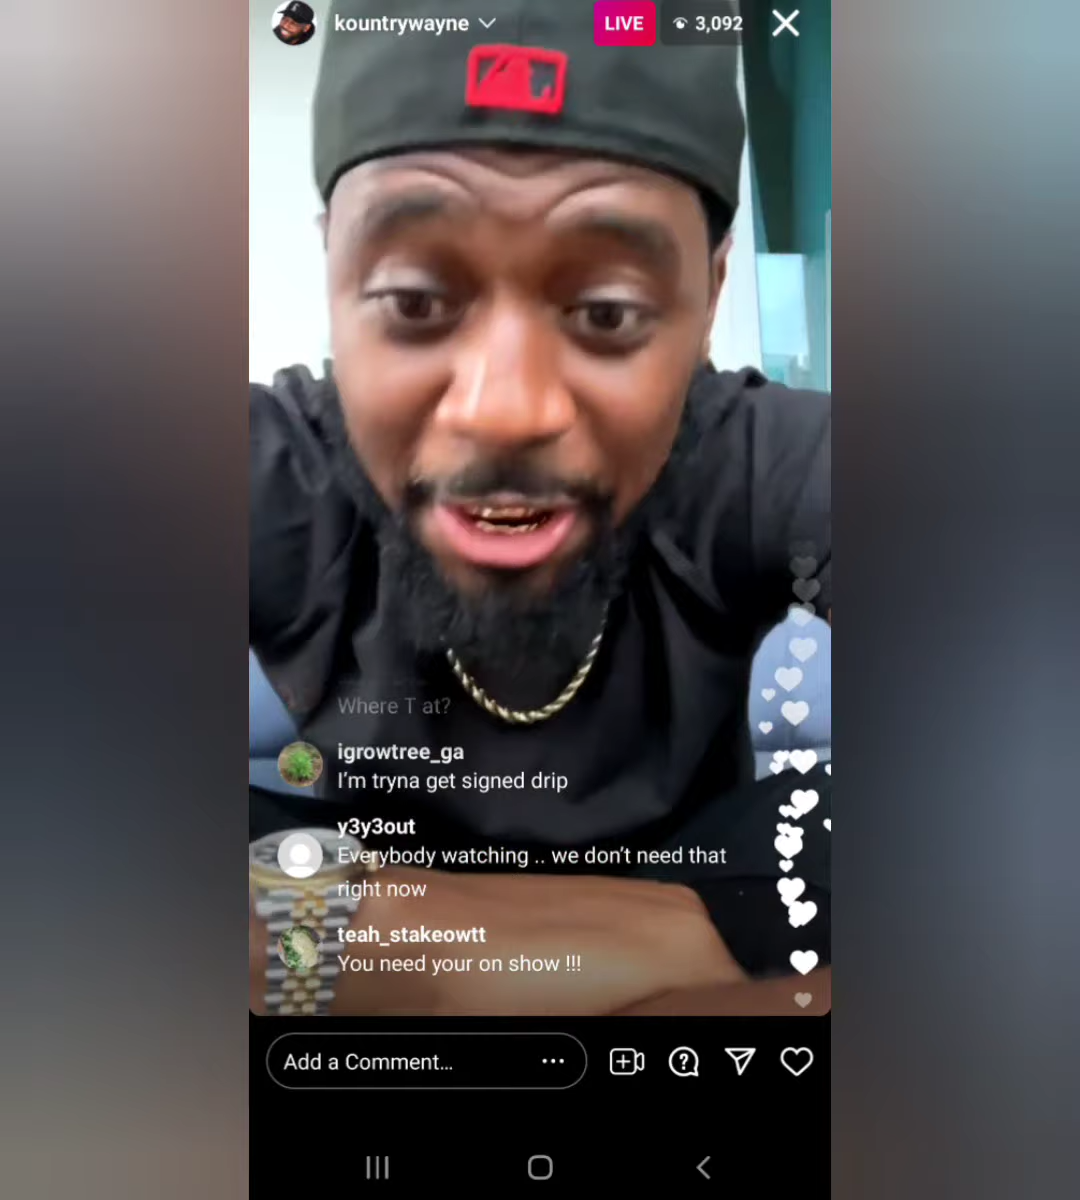 kountrywayne
LIVE
3,092
Where T at?
igrowtree_ga
I'm tryna get signed drip
y3y3out
Everybody watching .. we don't need that
right now
teah_stakeowtt
You need your on show !!!
Add a Comment...